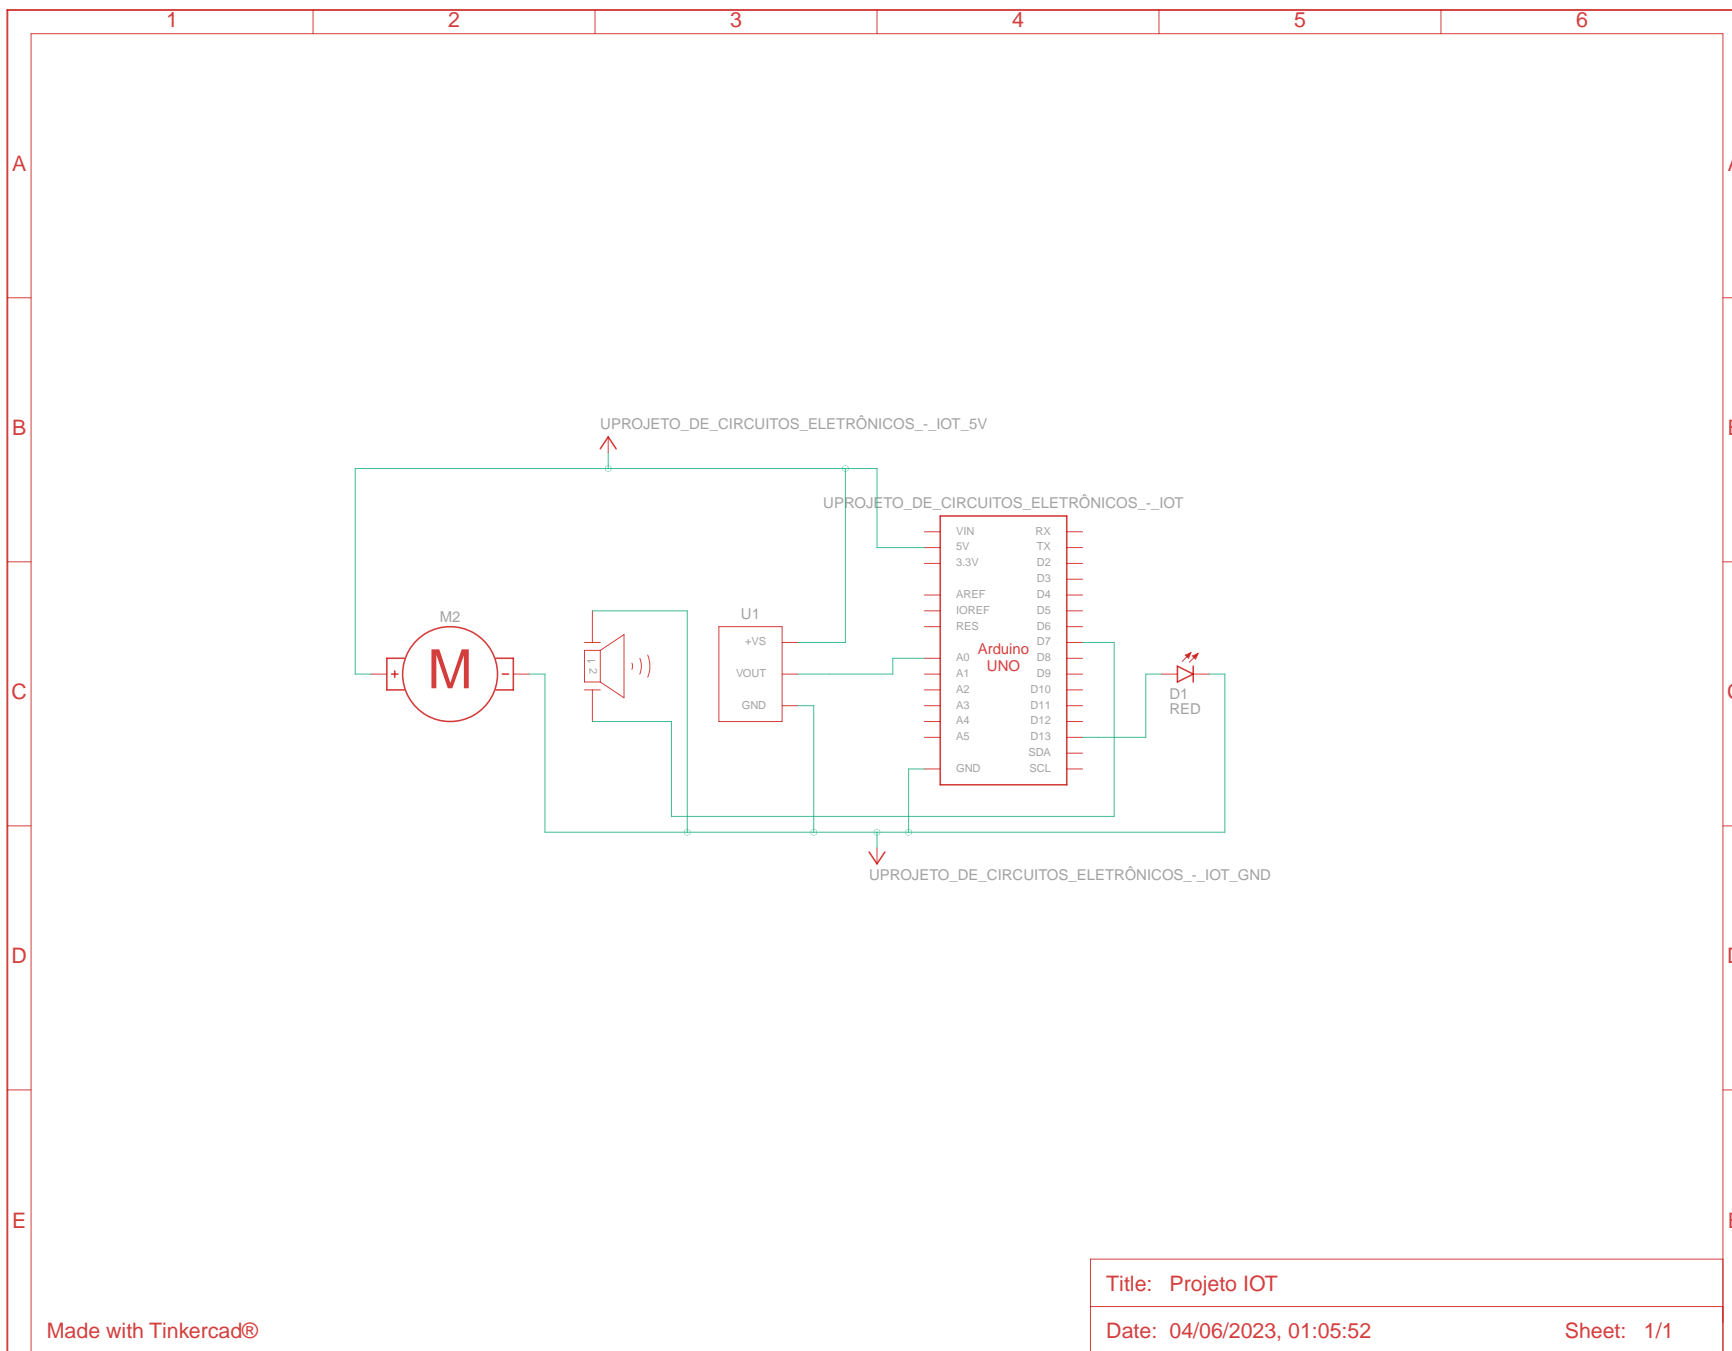 1 2 3 4 5 6
A
B
C
D
E
UPROJETO_DE_CIRCUITOS_ELETRÔNICOS_-_IOT_5V
UPROJETO_DE_CIRCUITOS_ELETRÔNICOS_-_IOT
M2
+ M -
1 2
U1
+VS
VOUT
GND
VIN RX
5V TX
3.3V D2
D3
AREF D4
IOREF D5
RES D6
D7
Arduino
UNO
A0 D8
A1 D9
A2 D10
A3 D11
A4 D12
A5 D13
SDA
GND SCL
D1
RED
UPROJETO_DE_CIRCUITOS_ELETRÔNICOS_-_IOT_GND
Title: Projeto IOT
Made with Tinkercad®
Date: 04/06/2023, 01:05:52 Sheet: 1/1